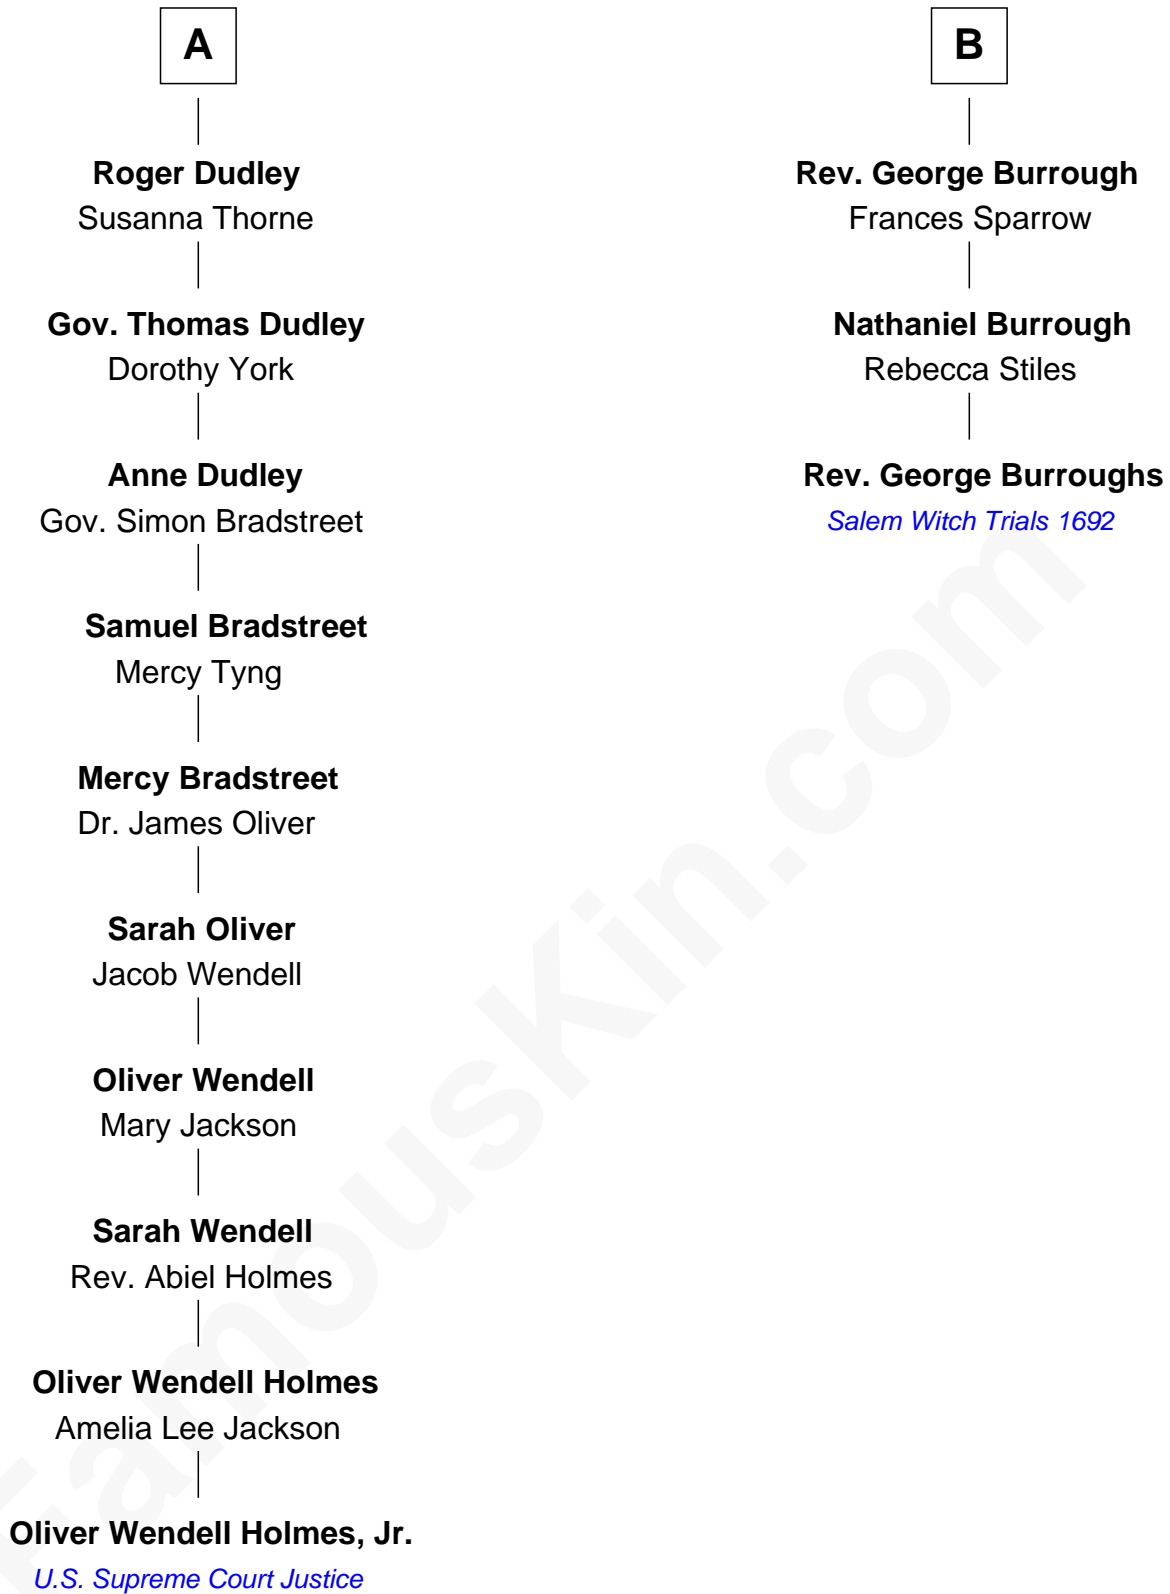 A
Roger Dudley
Susanna Thorne
Gov. Thomas Dudley
Dorothy York
Anne Dudley
Gov. Simon Bradstreet
Samuel Bradstreet
Mercy Tyng
Mercy Bradstreet
Dr. James Oliver
Sarah Oliver
Jacob Wendell
Oliver Wendell
Mary Jackson
Sarah Wendell
Rev. Abiel Holmes
Oliver Wendell Holmes
Amelia Lee Jackson
Oliver Wendell Holmes, Jr.
U.S. Supreme Court Justice
B
Rev. George Burrough
Frances Sparrow
Nathaniel Burrough
Rebecca Stiles
Rev. George Burroughs
Salem Witch Trials 1692
FamousKin.com